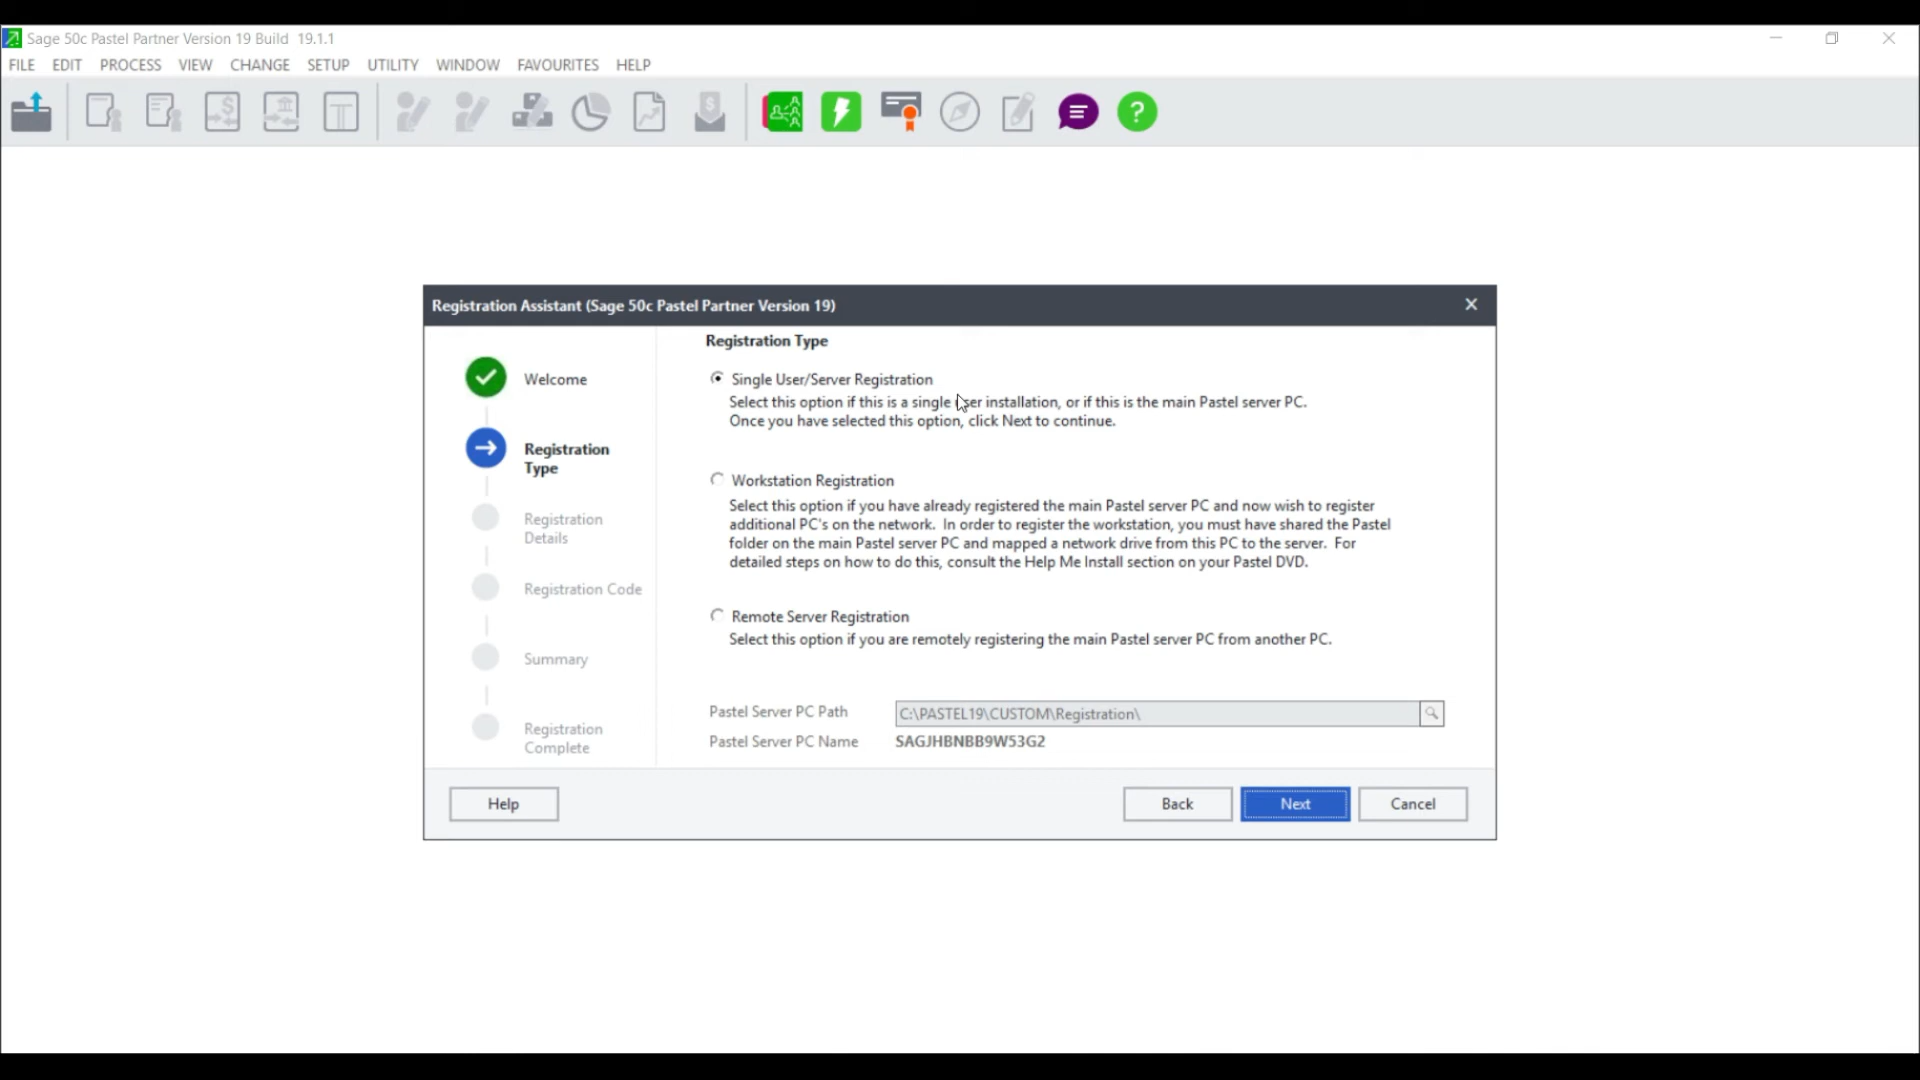 Sage 50c Pastel Partner Version 19 Build 19.1.1
FILE EDIT PROCESS VIEW CHANGE SETUP UTILITY WINDOW FAVOURITES HELP
Registration Assistant (Sage 50c Pastel Partner Version 19)
Welcome
Registration
Type
Registration
Details
Registration Code
Summary
Registration
Complete
Registration Type
Single User/Server Registration
Select this option if this is a single user installation, or if this is the main Pastel server PC.
Once you have selected this option, click Next to continue.
Workstation Registration
Select this option if you have already registered the main Pastel server PC and now wish to register
additional PC's on the network. In order to register the workstation, you must have shared the Pastel
folder on the main Pastel server PC and mapped a network drive from this PC to the server. For
detailed steps on how to do this, consult the Help Me Install section on your Pastel DVD.
Remote Server Registration
Select this option if you are remotely registering the main Pastel server PC from another PC.
Pastel Server PC Path C:\PASTEL19\CUSTOM\Registration\
Pastel Server PC Name SAGJHBNBB9W53G2
Help Back Next Cancel